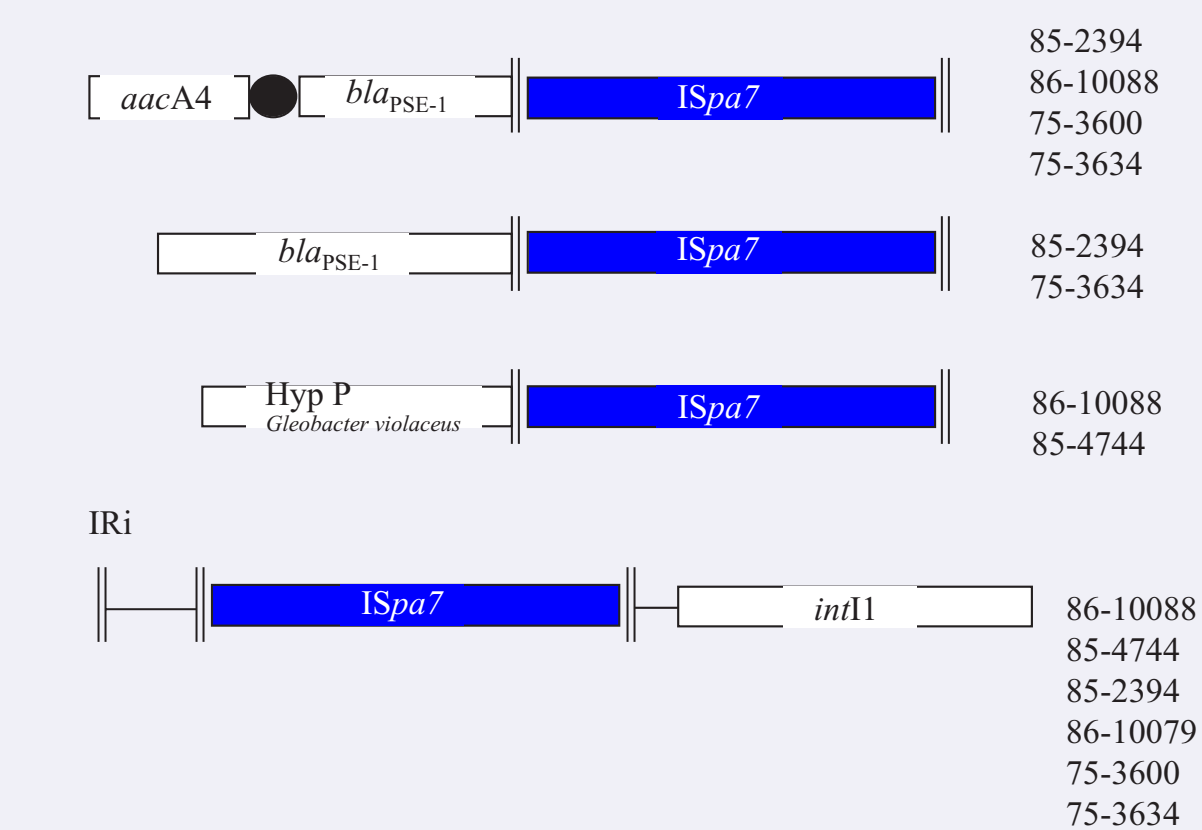 aacA4 blaPSE-1 ISpa7
85-2394
86-10088
75-3600
75-3634
blaPSE-1 ISpa7
85-2394
75-3634
Hyp P
Gleobacter violaceus
ISpa7
86-10088
85-4744
IRi
ISpa7 intI1
86-10088
85-4744
85-2394
86-10079
75-3600
75-3634